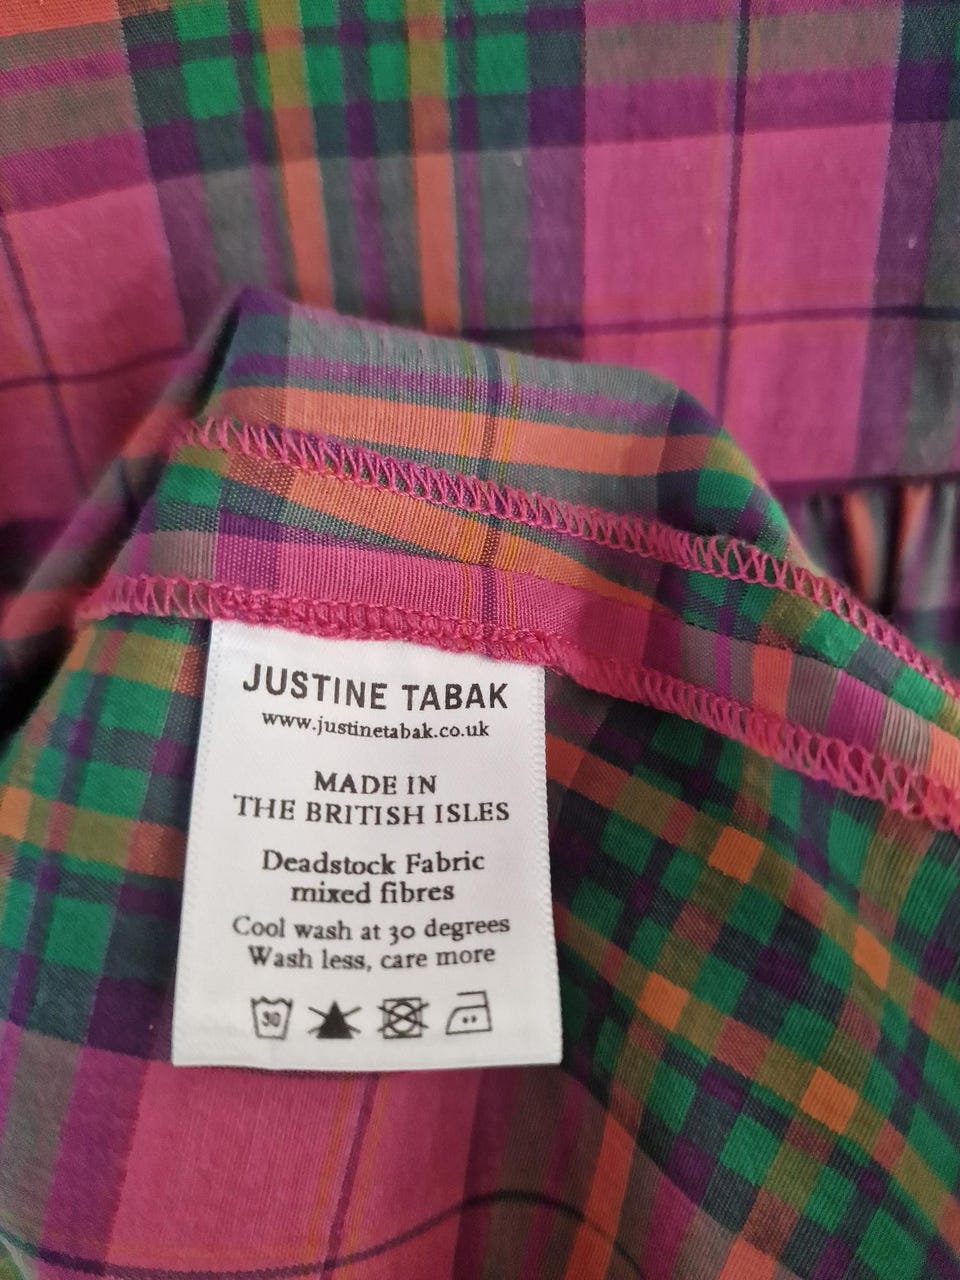 JUSTINE TABAK
www.justinetabak.co.uk
MADE IN
THE BRITISH ISLES
Deadstock Fabric
mixed fibres
Cool wash at 30 degrees
Wash less, care more
30